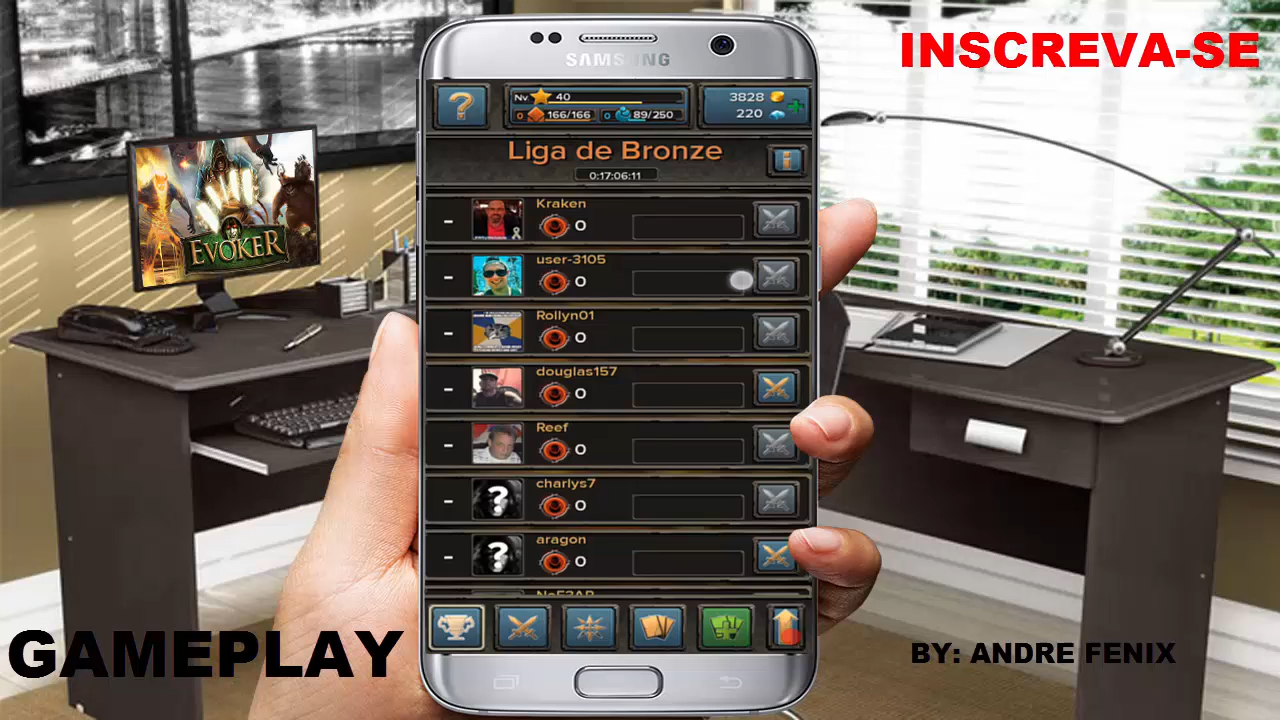 INSCREVA-SE
SAMSUNG
Nv. 40
0 166/166 0 89/250
3828
220
Liga de Bronze
0:17:06:11
Kraken
- 0
user-3105
- 0
Rollyn01
- 0
douglas157
- 0
Reef
- 0
charlys7
- 0
aragon
- 0
EVOKER
GAMEPLAY
BY: ANDRE FENIX